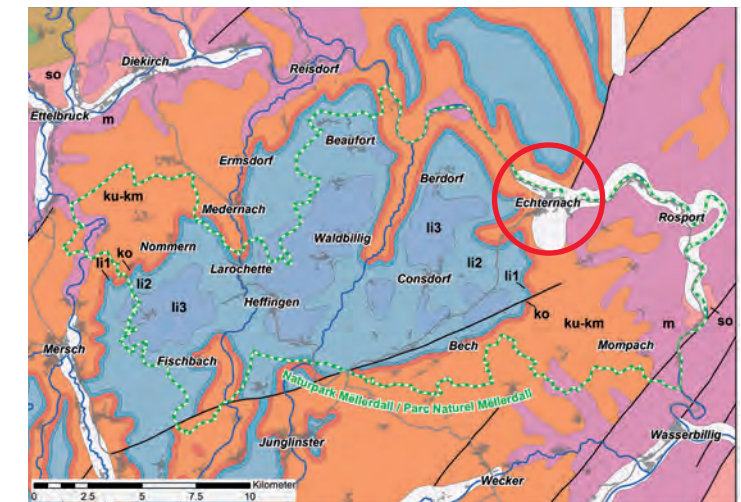 so
Diekirch
Reisdorf
Ettelbruck
m
Beaufort
Ermsdorf
Berdorf
Echternach
ku-km
Medernach
Rosport
li3
Nommern
Waldbillig
ko
li1
li2
Larochette
li2
li1
Consdorf
li3
Heffingen
ko
ku-km
m
so
Mersch
Fischbach
Bech
Mompach
Naturpark Mëllerdall / Parc Naturel Mëllerdall
Junglinster
Wasserbillig
Wecker
Kilometer
0 2.5 5 7.5 10